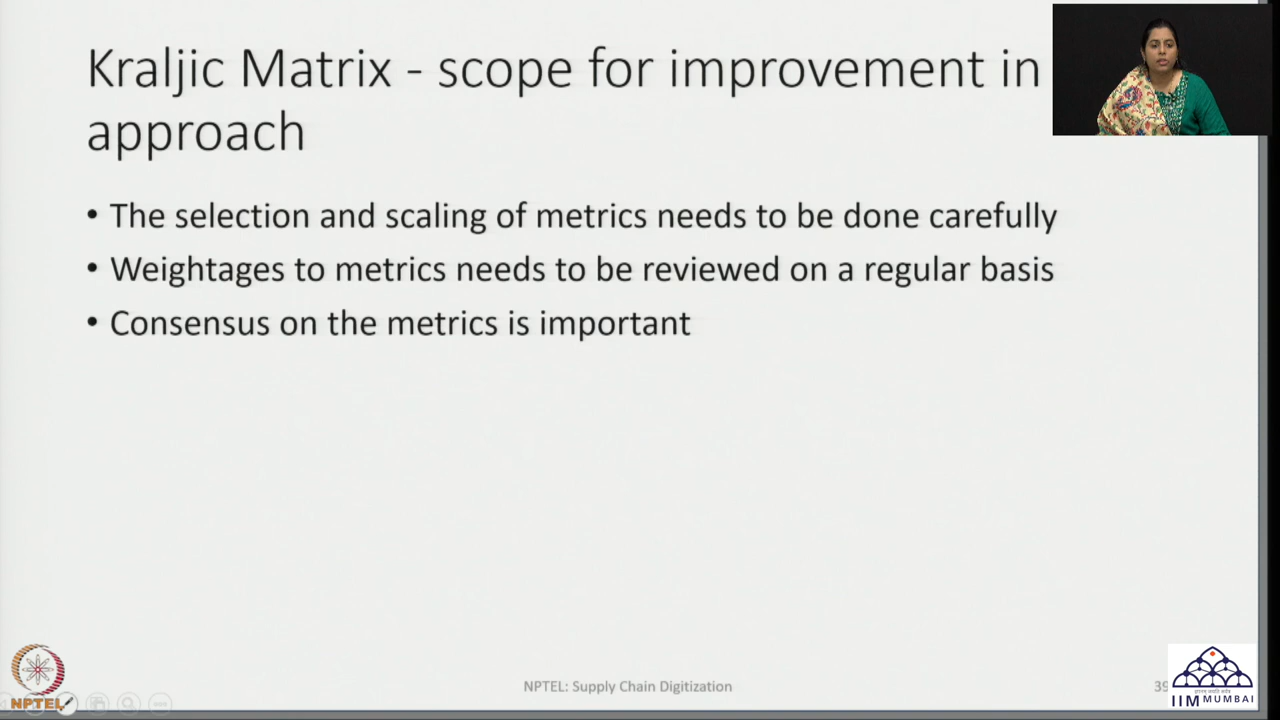 Kraljic Matrix - scope for improvement in
approach
• The selection and scaling of metrics needs to be done carefully
• Weightages to metrics needs to be reviewed on a regular basis
• Consensus on the metrics is important
NPTEL
NPTEL: Supply Chain Digitization
39
IIM MUMBAI